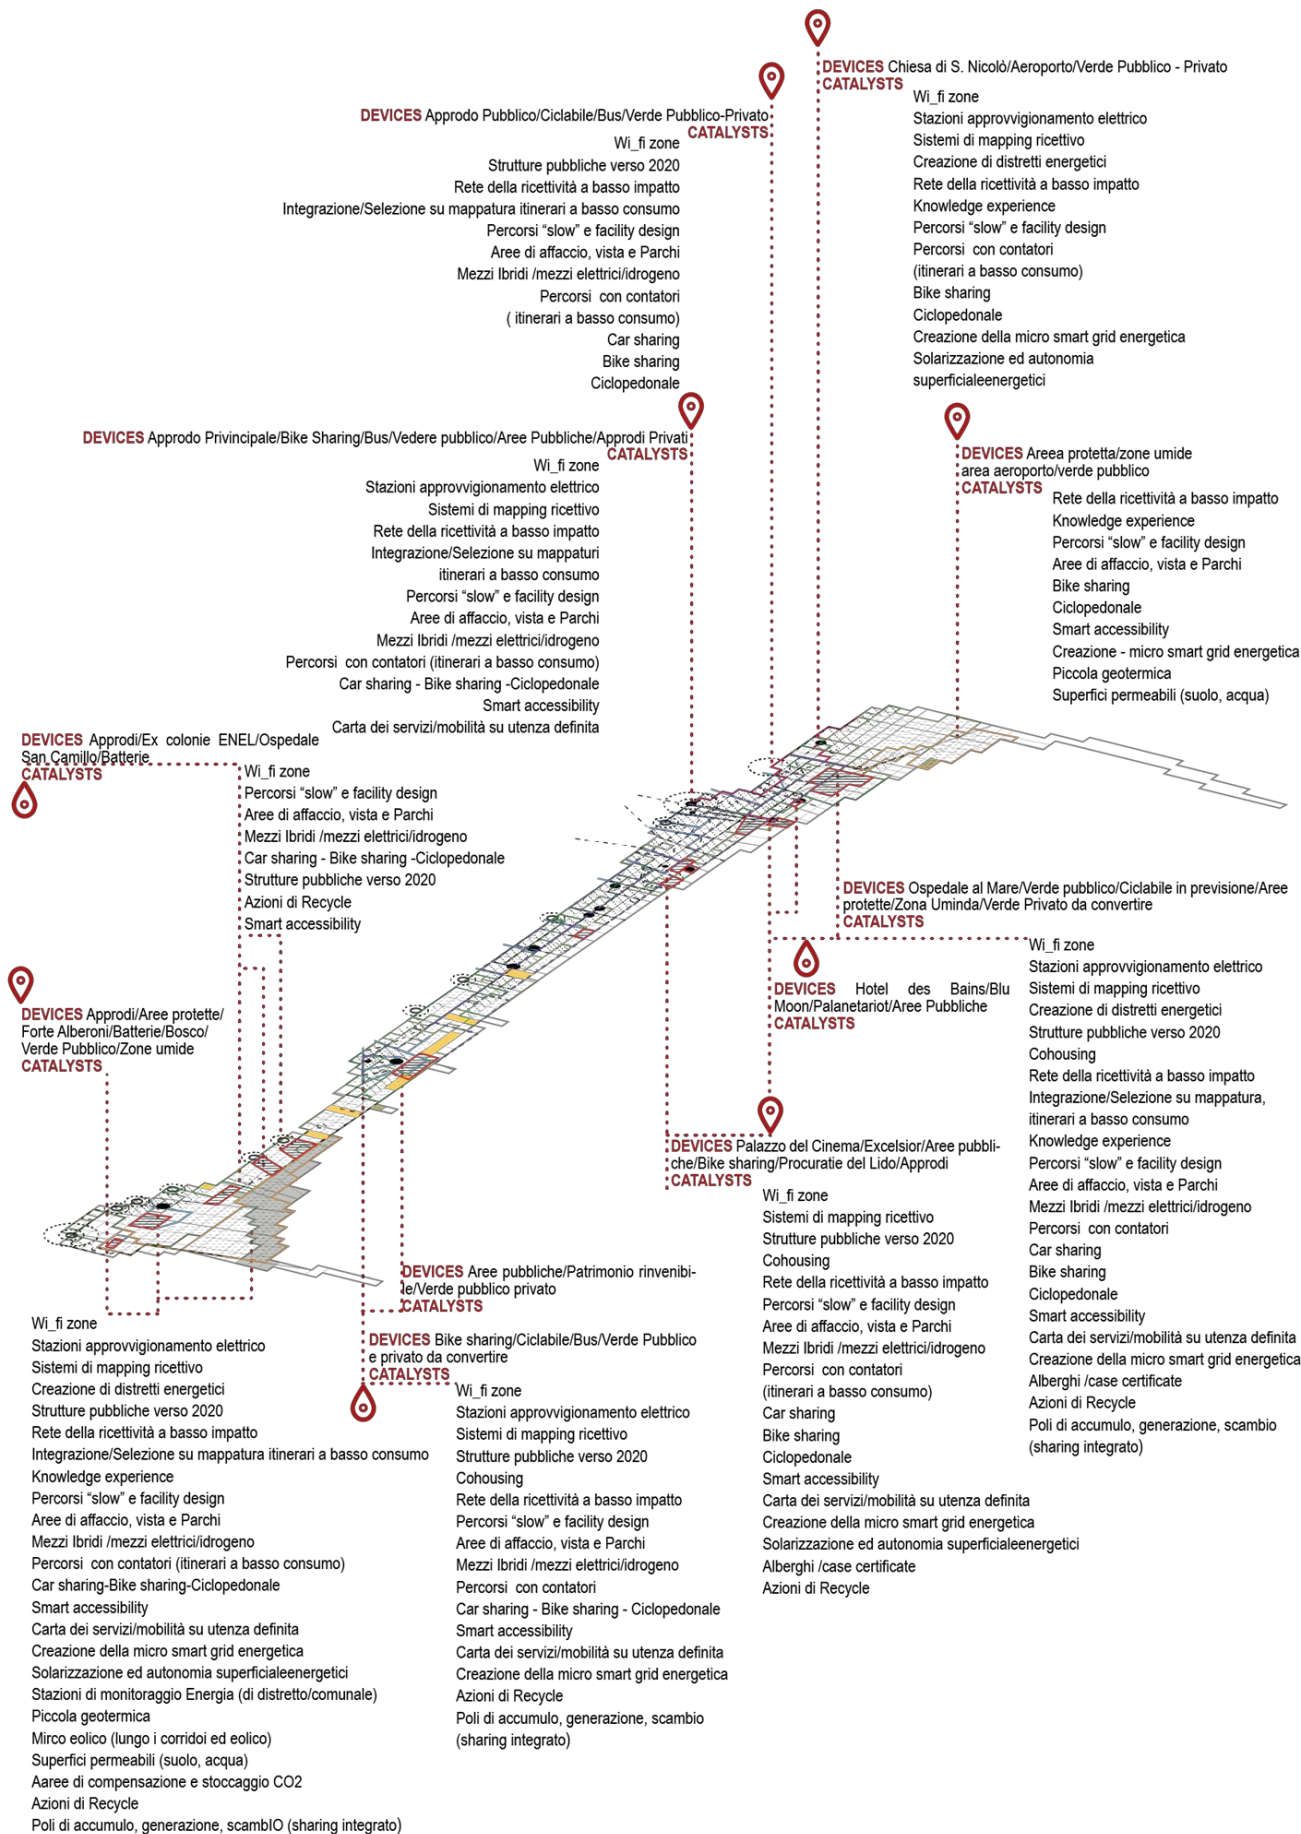 DEVICES Chiesa di S. Nicolò/Aeroporto/Verde Pubblico - Privato
CATALYSTS
Wi_fi zone
Stazioni approvvigionamento elettrico
Sistemi di mapping ricettivo
Creazione di distretti energetici
Rete della ricettività a basso impatto
Knowledge experience
Percorsi “slow” e facility design
Percorsi con contatori
(itinerari a basso consumo)
Bike sharing
Ciclopedonale
Creazione della micro smart grid energetica
Solarizzazione ed autonomia
superficialeenergetici
DEVICES Approdo Pubblico/Ciclabile/Bus/Verde Pubblico-Privato
CATALYSTS
Wi_fi zone
Strutture pubbliche verso 2020
Rete della ricettività a basso impatto
Integrazione/Selezione su mappatura itinerari a basso consumo
Percorsi “slow” e facility design
Aree di affaccio, vista e Parchi
Mezzi Ibridi /mezzi elettrici/idrogeno
Percorsi con contatori
( itinerari a basso consumo)
Car sharing
Bike sharing
Ciclopedonale
DEVICES Approdo Privincipale/Bike Sharing/Bus/Vedere pubblico/Aree Pubbliche/Approdi Privati
CATALYSTS
Wi_fi zone
Stazioni approvvigionamento elettrico
Sistemi di mapping ricettivo
Rete della ricettività a basso impatto
Integrazione/Selezione su mappaturi
itinerari a basso consumo
Percorsi “slow” e facility design
Aree di affaccio, vista e Parchi
Mezzi Ibridi /mezzi elettrici/idrogeno
Percorsi con contatori (itinerari a basso consumo)
Car sharing - Bike sharing -Ciclopedonale
Smart accessibility
Carta dei servizi/mobilità su utenza definita
DEVICES Areea protetta/zone umide
area aeroporto/verde pubblico
CATALYSTS
Rete della ricettività a basso impatto
Knowledge experience
Percorsi “slow” e facility design
Aree di affaccio, vista e Parchi
Bike sharing
Ciclopedonale
Smart accessibility
Creazione - micro smart grid energetica
Piccola geotermica
Superfici permeabili (suolo, acqua)
DEVICES Approdi/Ex colonie ENEL/Ospedale
San Camillo/Batterie
CATALYSTS
Wi_fi zone
Percorsi “slow” e facility design
Aree di affaccio, vista e Parchi
Mezzi Ibridi /mezzi elettrici/idrogeno
Car sharing - Bike sharing -Ciclopedonale
Strutture pubbliche verso 2020
Azioni di Recycle
Smart accessibility
DEVICES Ospedale al Mare/Verde pubblico/Ciclabile in previsione/Aree
protette/Zona Uminda/Verde Privato da convertire
CATALYSTS
Wi_fi zone
Stazioni approvvigionamento elettrico
Sistemi di mapping ricettivo
Creazione di distretti energetici
Strutture pubbliche verso 2020
Cohousing
Rete della ricettività a basso impatto
Integrazione/Selezione su mappatura,
itinerari a basso consumo
Knowledge experience
Percorsi “slow” e facility design
Aree di affaccio, vista e Parchi
Mezzi Ibridi /mezzi elettrici/idrogeno
Percorsi con contatori
Car sharing
Bike sharing
Ciclopedonale
Smart accessibility
Carta dei servizi/mobilità su utenza definita
Creazione della micro smart grid energetica
Alberghi /case certificate
Azioni di Recycle
Poli di accumulo, generazione, scambio
(sharing integrato)
DEVICES Hotel des Bains/Blu
Moon/Palanetariot/Aree Pubbliche
CATALYSTS
DEVICES Approdi/Aree protette/
Forte Alberoni/Batterie/Bosco/
Verde Pubblico/Zone umide
CATALYSTS
DEVICES Palazzo del Cinema/Excelsior/Aree pubbli-
che/Bike sharing/Procuratie del Lido/Approdi
CATALYSTS
Wi_fi zone
Sistemi di mapping ricettivo
Strutture pubbliche verso 2020
Cohousing
Rete della ricettività a basso impatto
Percorsi “slow” e facility design
Aree di affaccio, vista e Parchi
Mezzi Ibridi /mezzi elettrici/idrogeno
Percorsi con contatori
(itinerari a basso consumo)
Car sharing
Bike sharing
Ciclopedonale
Smart accessibility
Carta dei servizi/mobilità su utenza definita
Creazione della micro smart grid energetica
Solarizzazione ed autonomia superficialeenergetici
Alberghi /case certificate
Azioni di Recycle
DEVICES Aree pubbliche/Patrimonio rinvenibi-
le/Verde pubblico privato
CATALYSTS
DEVICES Bike sharing/Ciclabile/Bus/Verde Pubblico
e privato da convertire
CATALYSTS
Wi_fi zone
Stazioni approvvigionamento elettrico
Sistemi di mapping ricettivo
Strutture pubbliche verso 2020
Cohousing
Rete della ricettività a basso impatto
Percorsi “slow” e facility design
Aree di affaccio, vista e Parchi
Mezzi Ibridi /mezzi elettrici/idrogeno
Percorsi con contatori
Car sharing - Bike sharing - Ciclopedonale
Smart accessibility
Carta dei servizi/mobilità su utenza definita
Creazione della micro smart grid energetica
Azioni di Recycle
Poli di accumulo, generazione, scambio
(sharing integrato)
Wi_fi zone
Stazioni approvvigionamento elettrico
Sistemi di mapping ricettivo
Creazione di distretti energetici
Strutture pubbliche verso 2020
Rete della ricettività a basso impatto
Integrazione/Selezione su mappatura itinerari a basso consumo
Knowledge experience
Percorsi “slow” e facility design
Aree di affaccio, vista e Parchi
Mezzi Ibridi /mezzi elettrici/idrogeno
Percorsi con contatori (itinerari a basso consumo)
Car sharing-Bike sharing-Ciclopedonale
Smart accessibility
Carta dei servizi/mobilità su utenza definita
Creazione della micro smart grid energetica
Solarizzazione ed autonomia superficialeenergetici
Stazioni di monitoraggio Energia (di distretto/comunale)
Piccola geotermica
Mirco eolico (lungo i corridoi ed eolico)
Superfici permeabili (suolo, acqua)
Aaree di compensazione e stoccaggio CO2
Azioni di Recycle
Poli di accumulo, generazione, scambIO (sharing integrato)